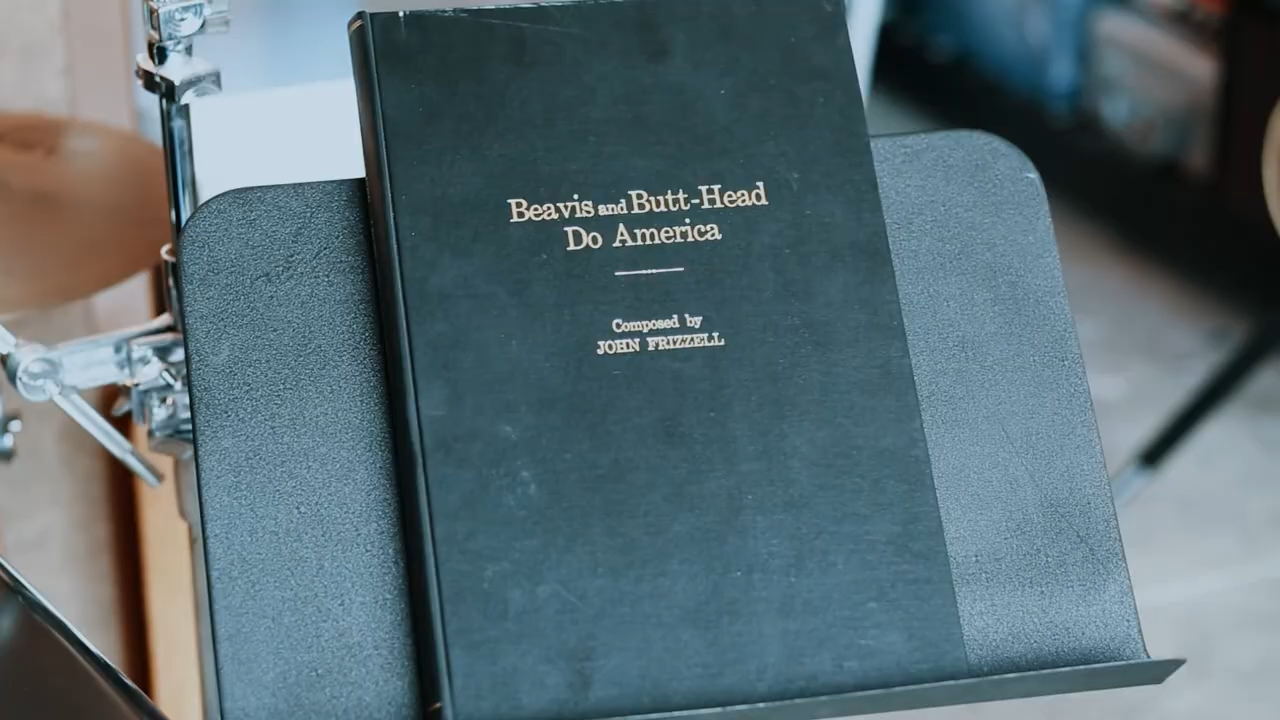 Beavis and Butt-Head
Do America
Composed by
JOHN FRIZZELL